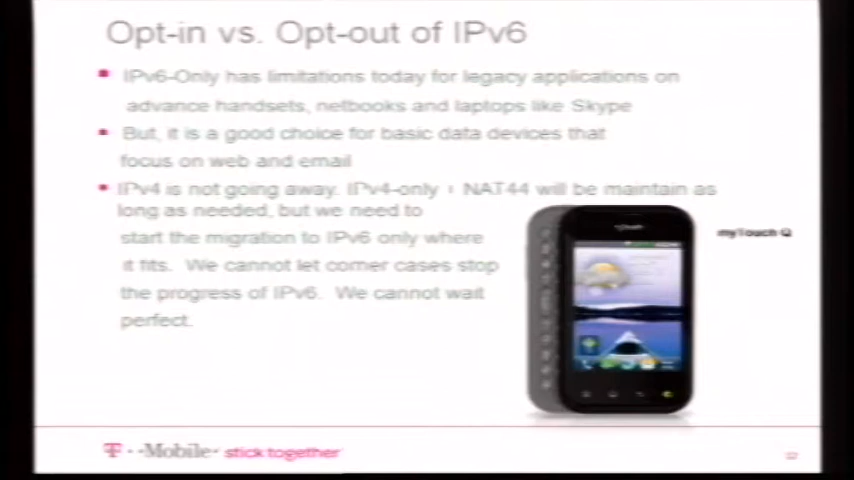 Opt-in vs. Opt-out of IPv6
IPv6-Only has limitations today for legacy applications on
advance handsets, netbooks and laptops like Skype
But, it is a good choice for basic data devices that
focus on web and email
IPv4 is not going away. IPv4-only + NAT44 will be maintain as
long as needed, but we need to
start the migration to IPv6 only where
it fits. We cannot let corner cases stop
the progress of IPv6. We cannot wait
perfect.
myTouch Q
T··Mobile· stick together